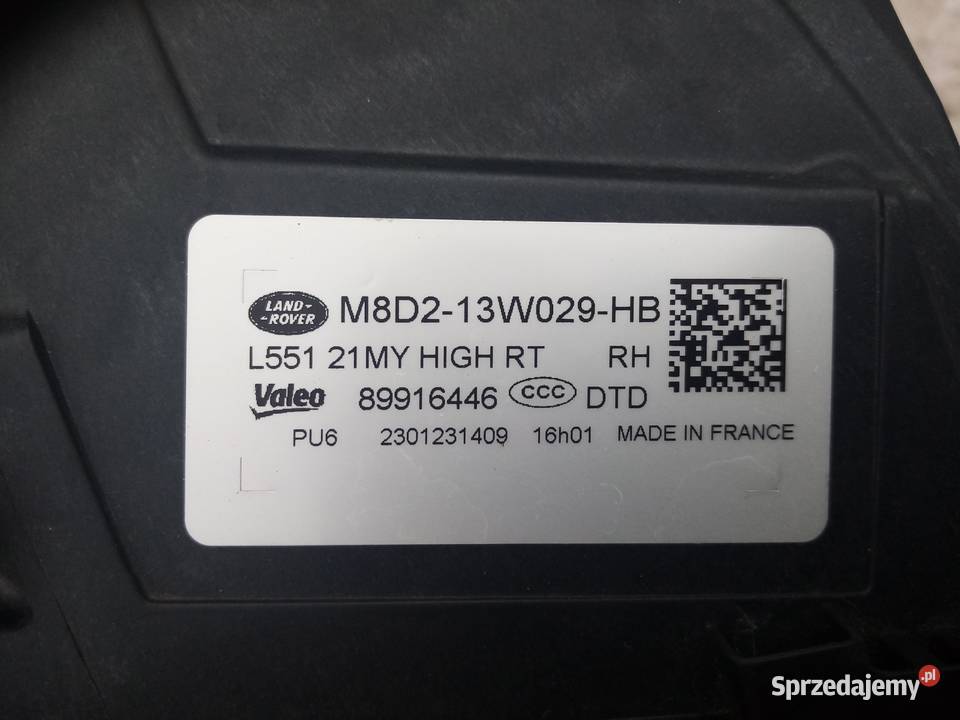 LAND-
-ROVER
M8D2-13W029-HB
L551 21MY HIGH RT RH
Valeo 89916446 CCC DTD
PU6 2301231409 16h01 MADE IN FRANCE
Sprzedajemy.pl